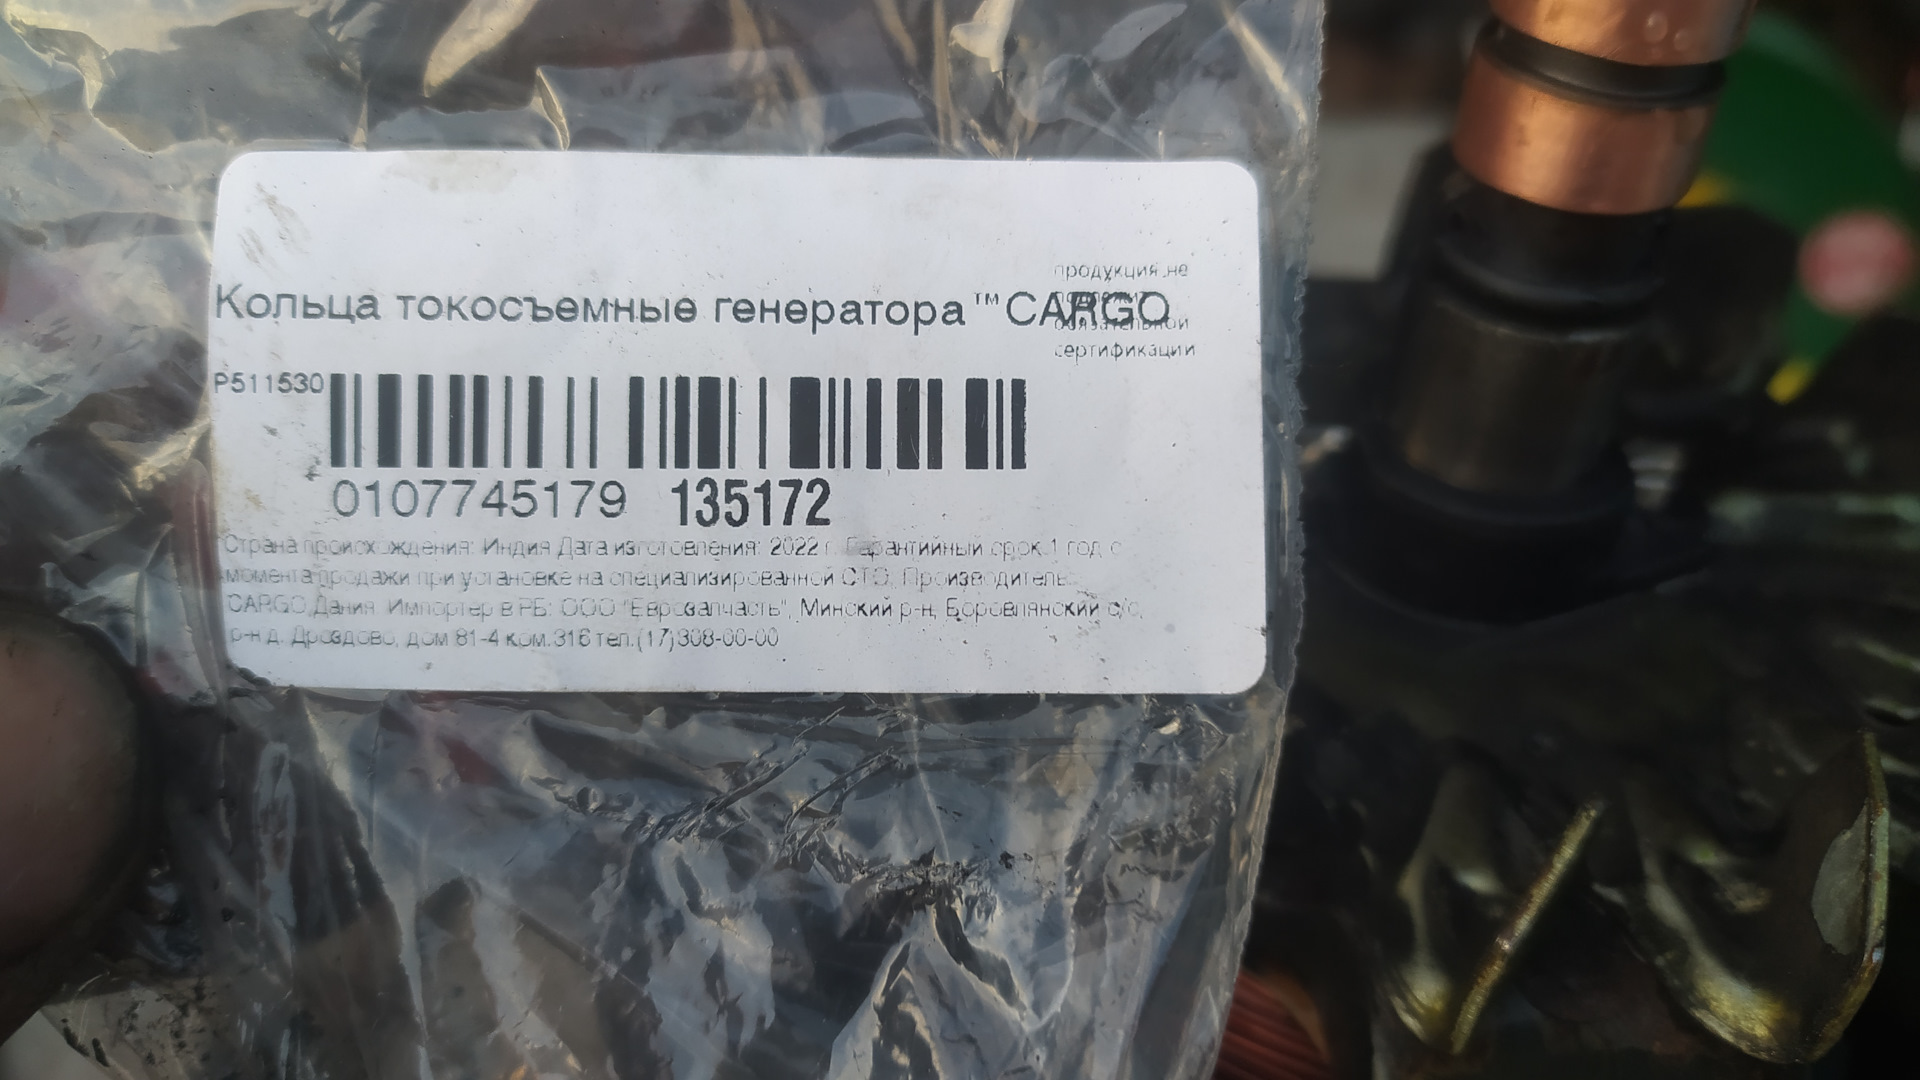 продукция не
Кольца токосъемные генератора™CARGO
обязательной
сертификации
P511530
0107745179 135172
Страна происхождения: Индия Дата изготовления: 2022 г. Гарантийный срок 1 год с
момента продажи при установке на специализированной СТО. Производитель:
CARGO, Дания. Импортер в РБ: ООО "Еврозапчасть", Минский р-н, Боровлянский с/с,
р-н д. Дроздово, дом 81-4 ком.316 тел.(17)308-00-00